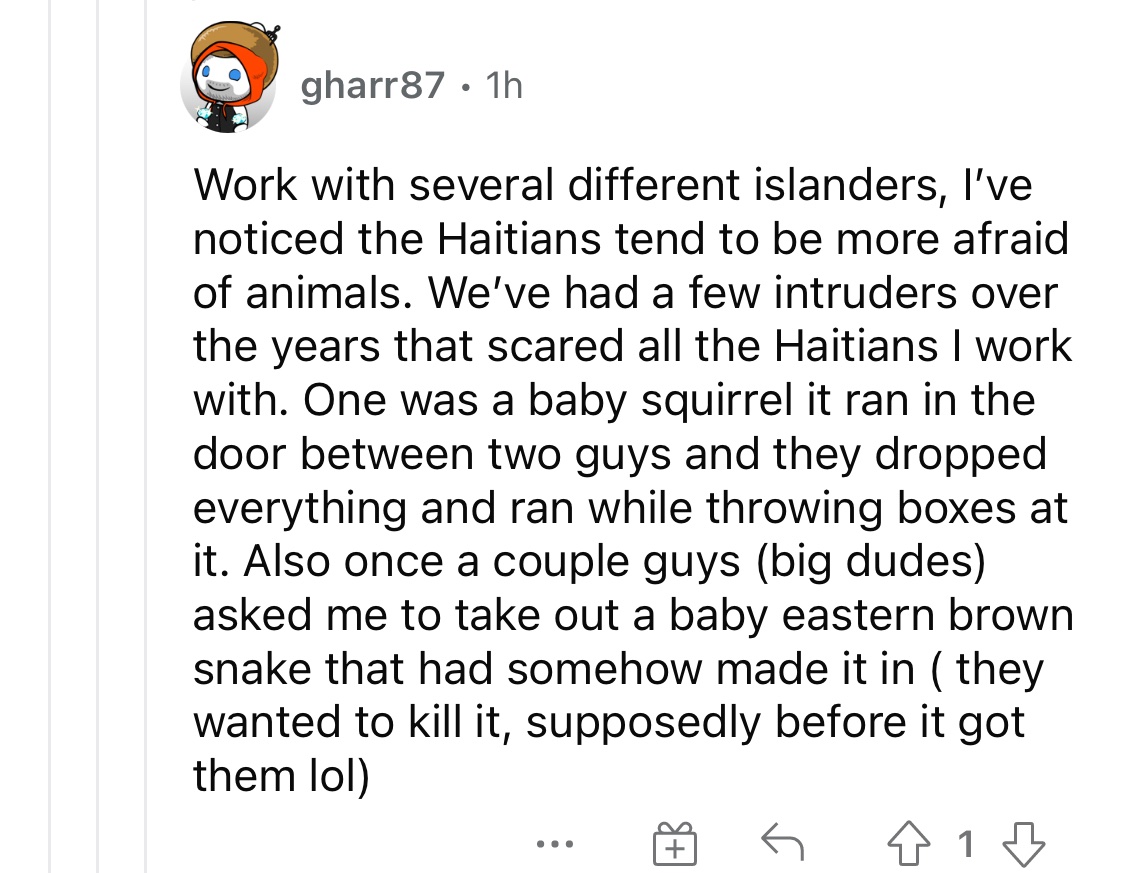 gharr87 • 1h
Work with several different islanders, I’ve
noticed the Haitians tend to be more afraid
of animals. We’ve had a few intruders over
the years that scared all the Haitians I work
with. One was a baby squirrel it ran in the
door between two guys and they dropped
everything and ran while throwing boxes at
it. Also once a couple guys (big dudes)
asked me to take out a baby eastern brown
snake that had somehow made it in ( they
wanted to kill it, supposedly before it got
them lol)
1